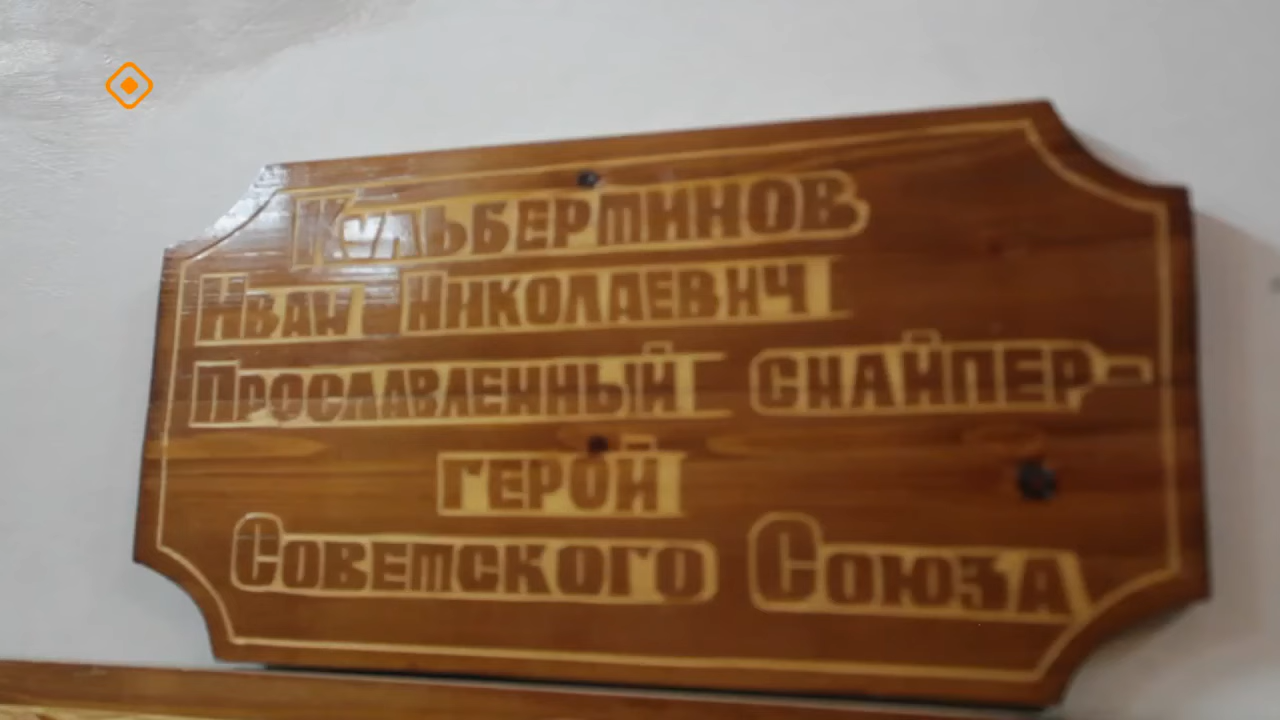 Кульбертинов
Иван Николаевич
Прославленный снайпер-
герой
Советского Союза